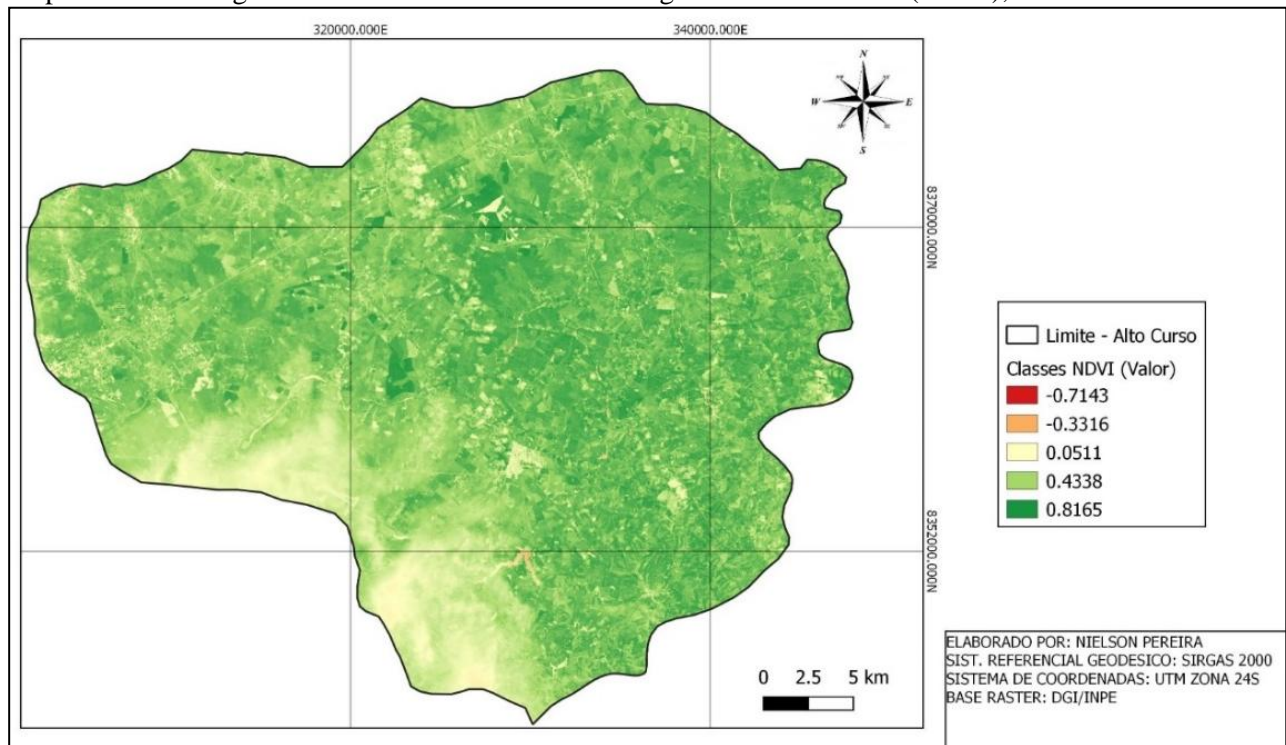 320000.000E
340000.000E
N
W
E
S
8370000.000N
Limite - Alto Curso
Classes NDVI (Valor)
-0.7143
-0.3316
0.0511
0.4338
0.8165
8352000.000N
0 2.5 5 km
ELABORADO POR: NIELSON PEREIRA
SIST. REFERENCIAL GEODESICO: SIRGAS 2000
SISTEMA DE COORDENADAS: UTM ZONA 24S
BASE RASTER: DGI/INPE